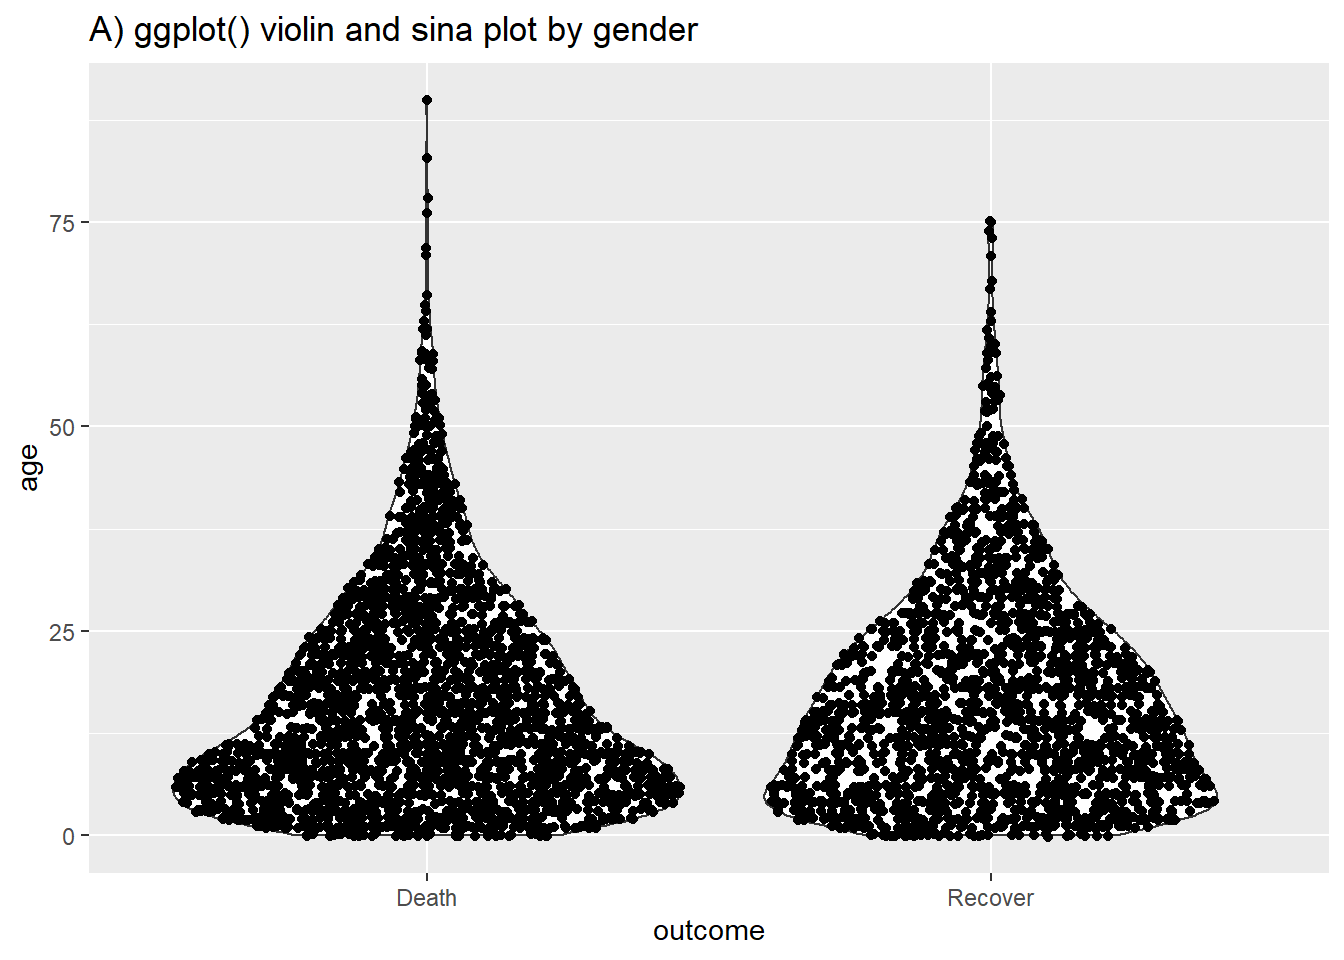 A) ggplot() violin and sina plot by gender
75
50
25
0
age
Death
Recover
outcome